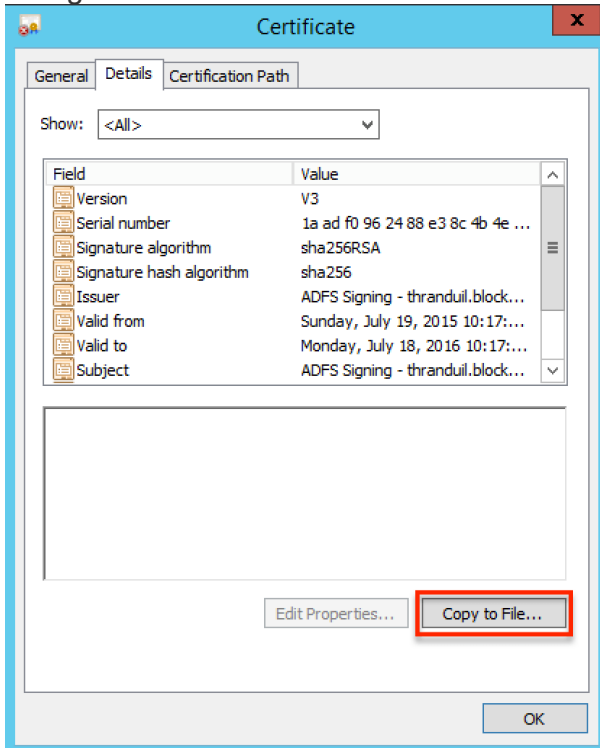 Certificate
x
General Details Certification Path
Show: <All>
Field Value
Version V3
Serial number 1a ad f0 96 24 88 e3 8c 4b 4e ...
Signature algorithm sha256RSA
Signature hash algorithm sha256
Issuer ADFS Signing - thranduil.block...
Valid from Sunday, July 19, 2015 10:17:...
Valid to Monday, July 18, 2016 10:17:...
Subject ADFS Signing - thranduil.block...
Edit Properties... Copy to File...
OK